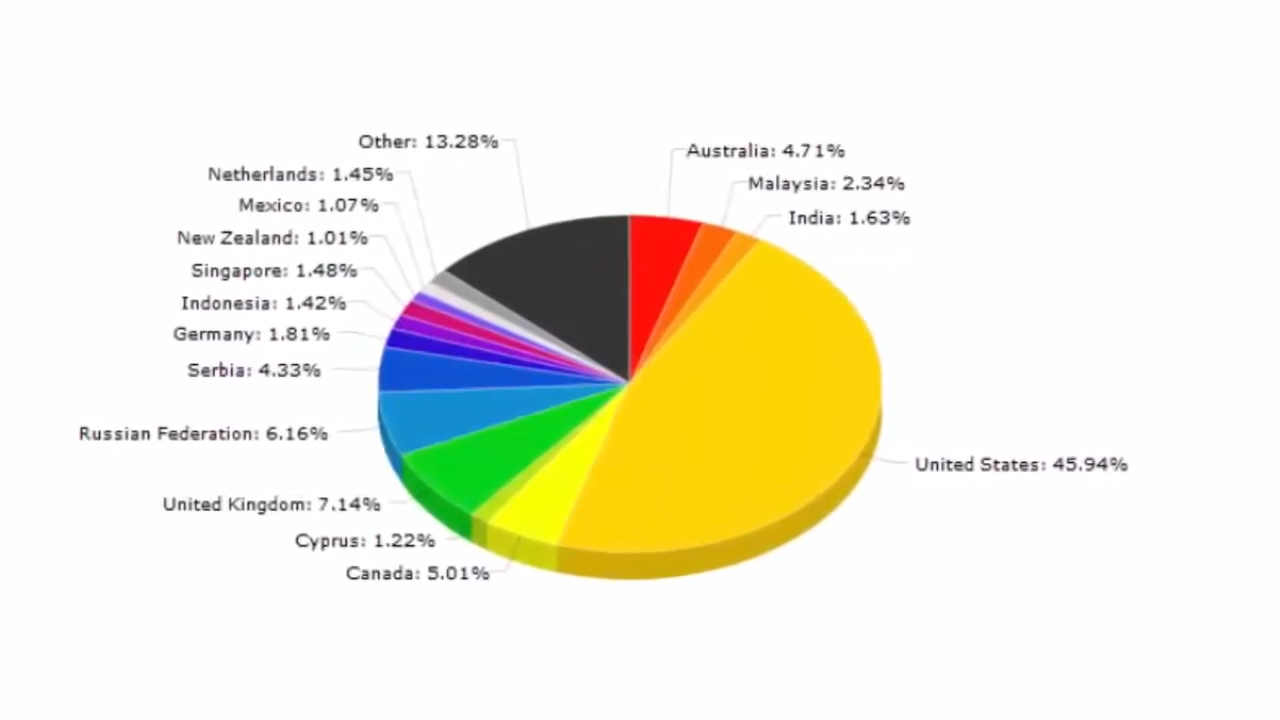 Other: 13.28%
Australia: 4.71%
Netherlands: 1.45%
Malaysia: 2.34%
Mexico: 1.07%
India: 1.63%
New Zealand: 1.01%
Singapore: 1.48%
Indonesia: 1.42%
Germany: 1.81%
Serbia: 4.33%
Russian Federation: 6.16%
United States: 45.94%
United Kingdom: 7.14%
Cyprus: 1.22%
Canada: 5.01%